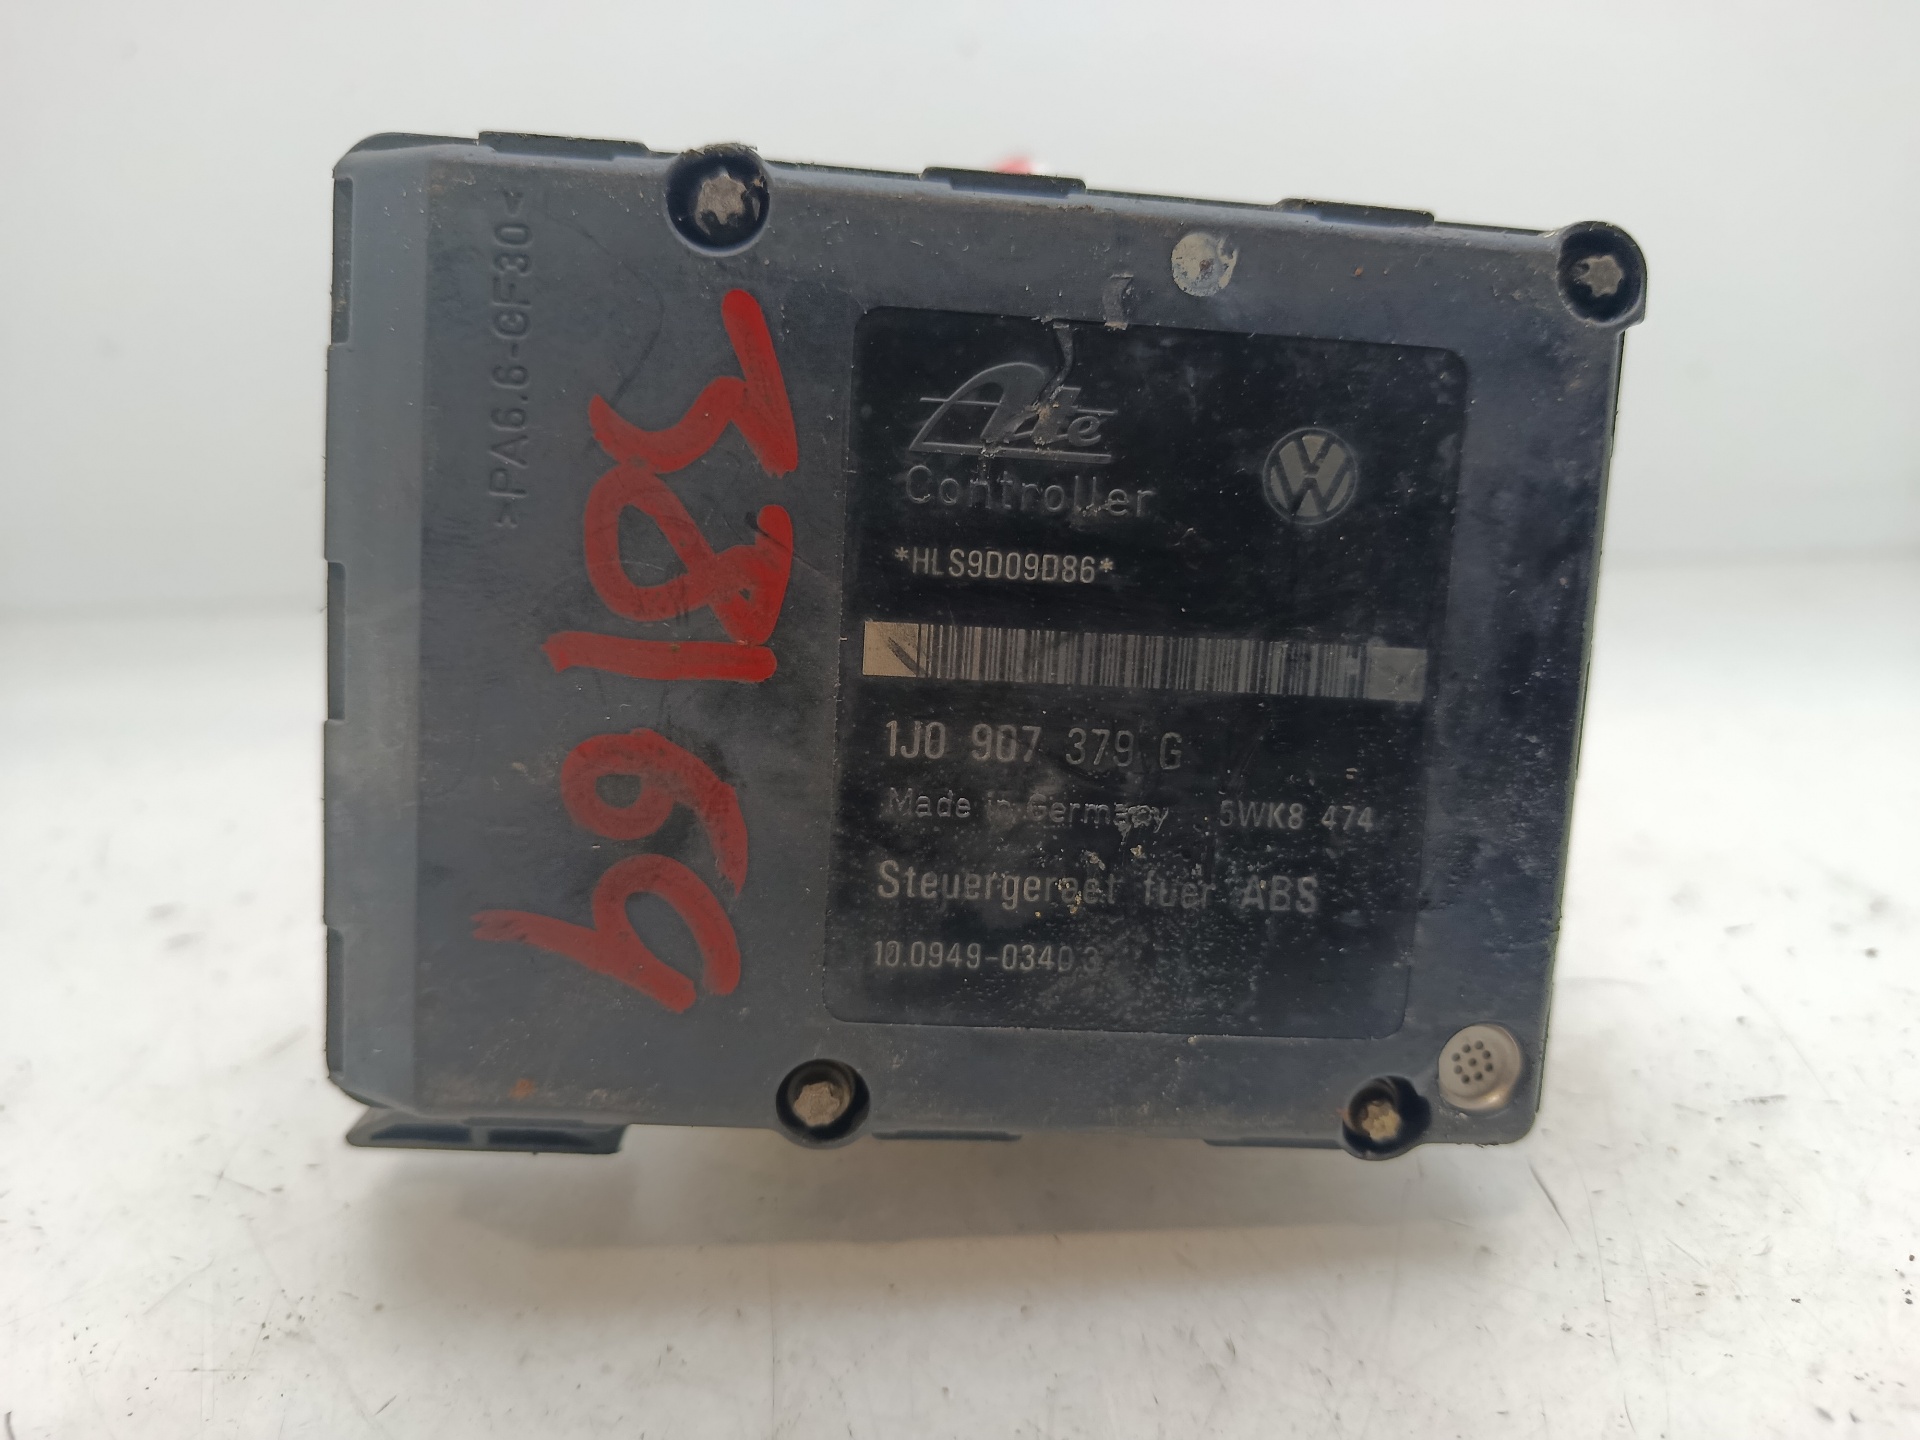 >PA6.6-GF30<
38169
Ate
Controller
*HLS9D09D86*
1J0 907 379 G
Made in Germany 5WK8 474
Steuergeraet fuer ABS
10.0949-0340.3